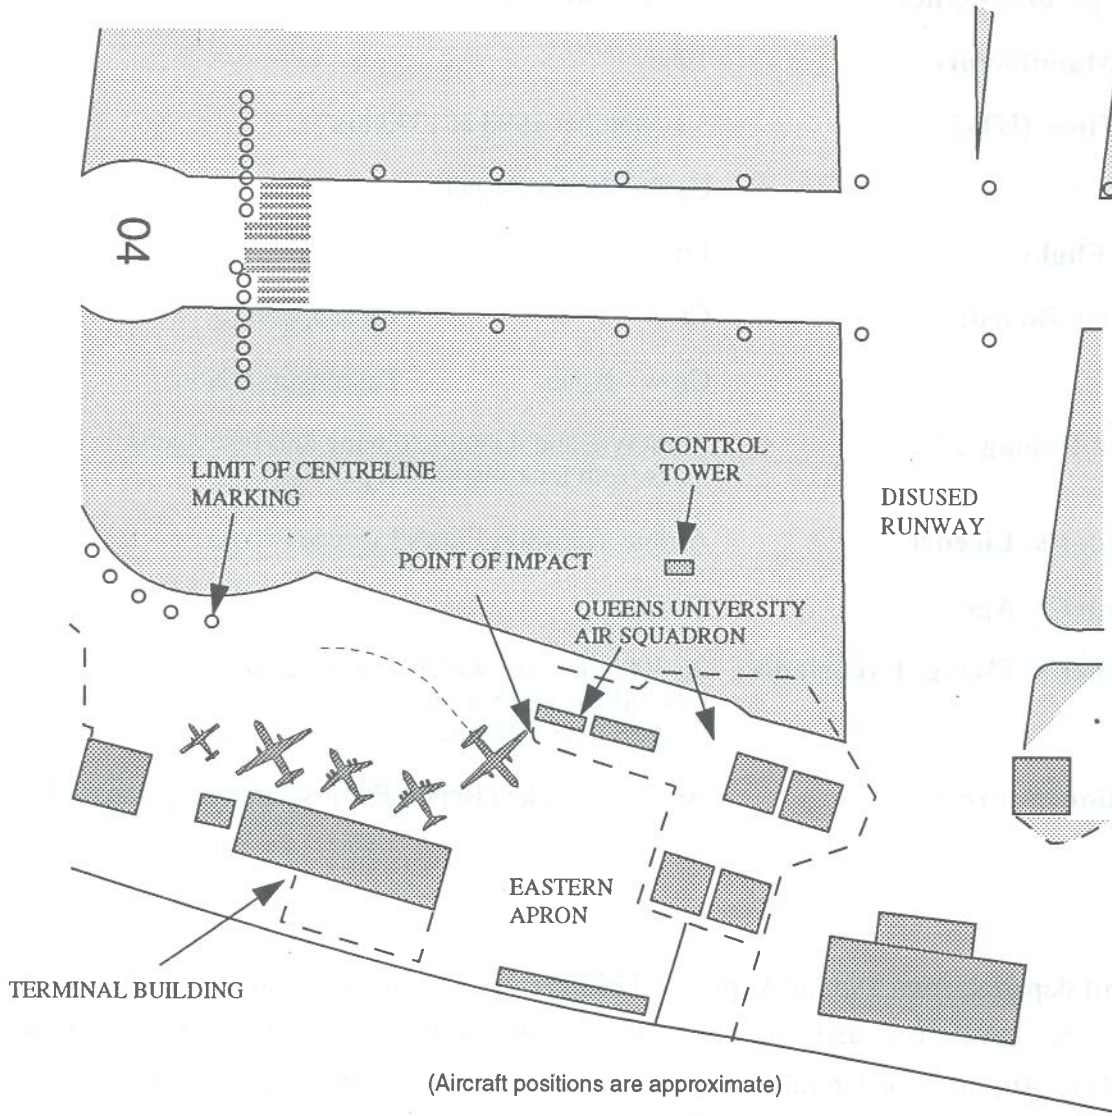 04
LIMIT OF CENTRELINE
MARKING
CONTROL
TOWER
DISUSED
RUNWAY
POINT OF IMPACT
QUEENS UNIVERSITY
AIR SQUADRON
EASTERN
APRON
TERMINAL BUILDING
(Aircraft positions are approximate)